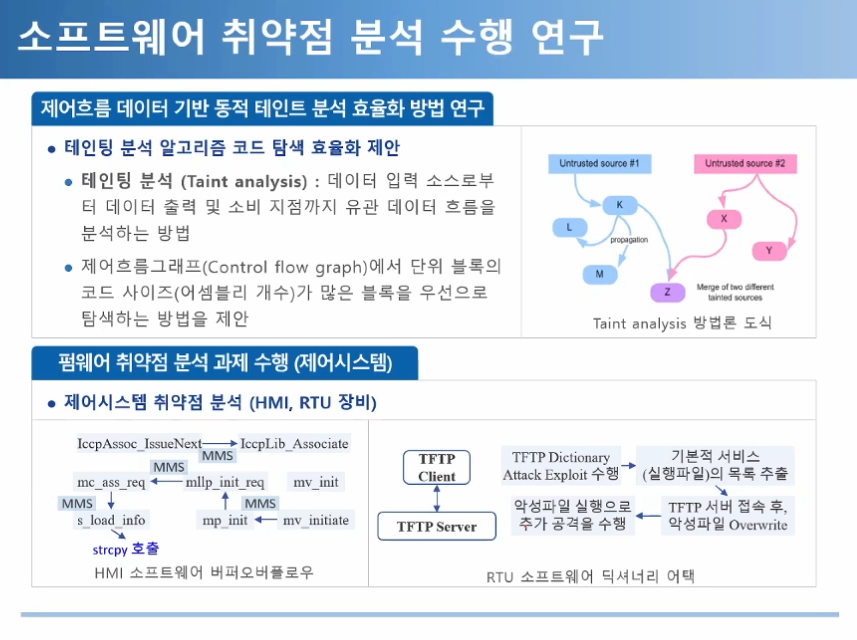 소프트웨어 취약점 분석 수행 연구
제어흐름 데이터 기반 동적 테인트 분석 효율화 방법 연구
• 테인팅 분석 알고리즘 코드 탐색 효율화 제안
• 테인팅 분석 (Taint analysis) : 데이터 입력 소스로부
터 데이터 출력 및 소비 지점까지 유관 데이터 흐름을
분석하는 방법
• 제어흐름그래프(Control flow graph)에서 단위 블록의
코드 사이즈(어셈블리 개수)가 많은 블록을 우선으로
탐색하는 방법을 제안
Untrusted source #1
Untrusted source #2
K
X
L
propagation
Y
M
Z
Merge of two different
tainted sources
Taint analysis 방법론 도식
펌웨어 취약점 분석 과제 수행 (제어시스템)
• 제어시스템 취약점 분석 (HMI, RTU 장비)
IccpAssoc_IssueNext
IccpLib_Associate
MMS
MMS
mc_ass_req
mllp_init_req
mv_init
MMS
MMS
s_load_info
mp_init
mv_initiate
strcpy 호출
HMI 소프트웨어 버퍼오버플로우
TFTP
Client
TFTP Server
TFTP Dictionary
Attack Exploit 수행
기본적 서비스
(실행파일)의 목록 추출
악성파일 실행으로
추가 공격을 수행
TFTP 서버 접속 후,
악성파일 Overwrite
RTU 소프트웨어 딕셔너리 어택